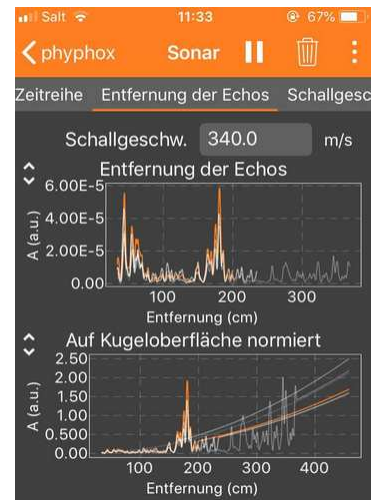 Salt 11:33 67%
phyphox Sonar
Zeitreihe Entfernung der Echos Schallgesc
Schallgeschw. 340.0 m/s
Entfernung der Echos
6.00E-5
4.00E-5
2.00E-5
0.00
A (a.u.)
100 200 300
Entfernung (cm)
Auf Kugeloberfläche normiert
2.50
2.00
1.50
1.00
0.500
0.00
A (a.u.)
100 200 300 400
Entfernung (cm)